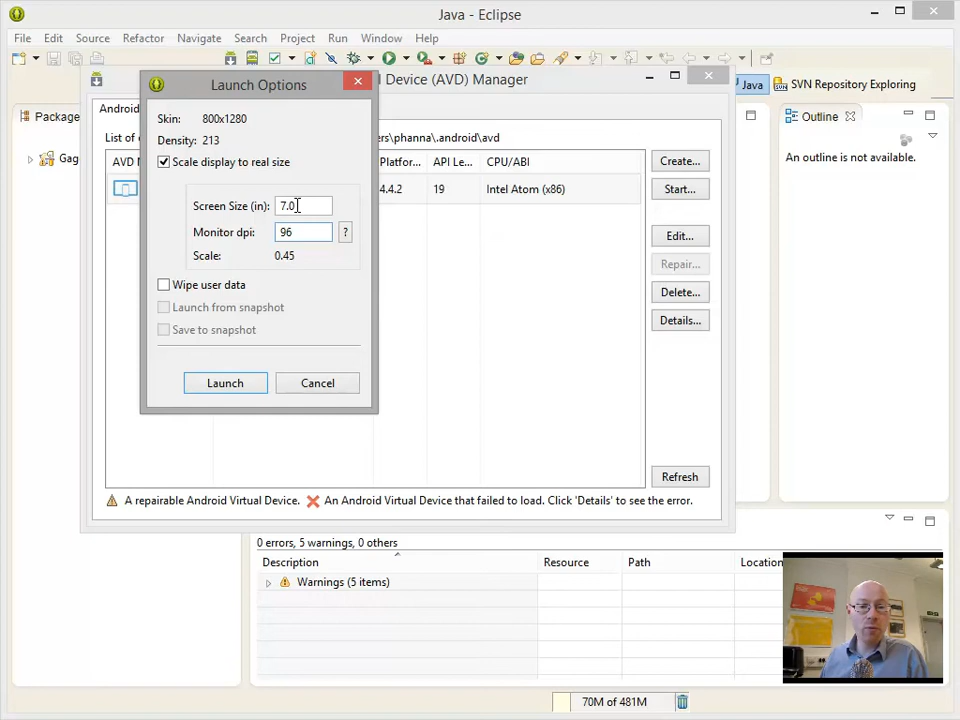 Java - Eclipse
File Edit Source Refactor Navigate Search Project Run Window Help
Launch Options
d Device (AVD) Manager
Java
SVN Repository Exploring
Android
Package
Outline
Skin: 800x1280
List of
ers\phanna\.android\avd
Density: 213
An outline is not available.
Gag
Scale display to real size
AVD
Platfor... API Le... CPU/ABI
Create...
4.4.2 19 Intel Atom (x86)
Start...
Screen Size (in): 7.0
Monitor dpi: 96 ?
Edit...
Scale: 0.45
Repair...
Wipe user data
Delete...
Launch from snapshot
Details...
Save to snapshot
Launch Cancel
Refresh
A repairable Android Virtual Device. An Android Virtual Device that failed to load. Click 'Details' to see the error.
0 errors, 5 warnings, 0 others
Description Resource Path Location
Warnings (5 items)
70M of 481M